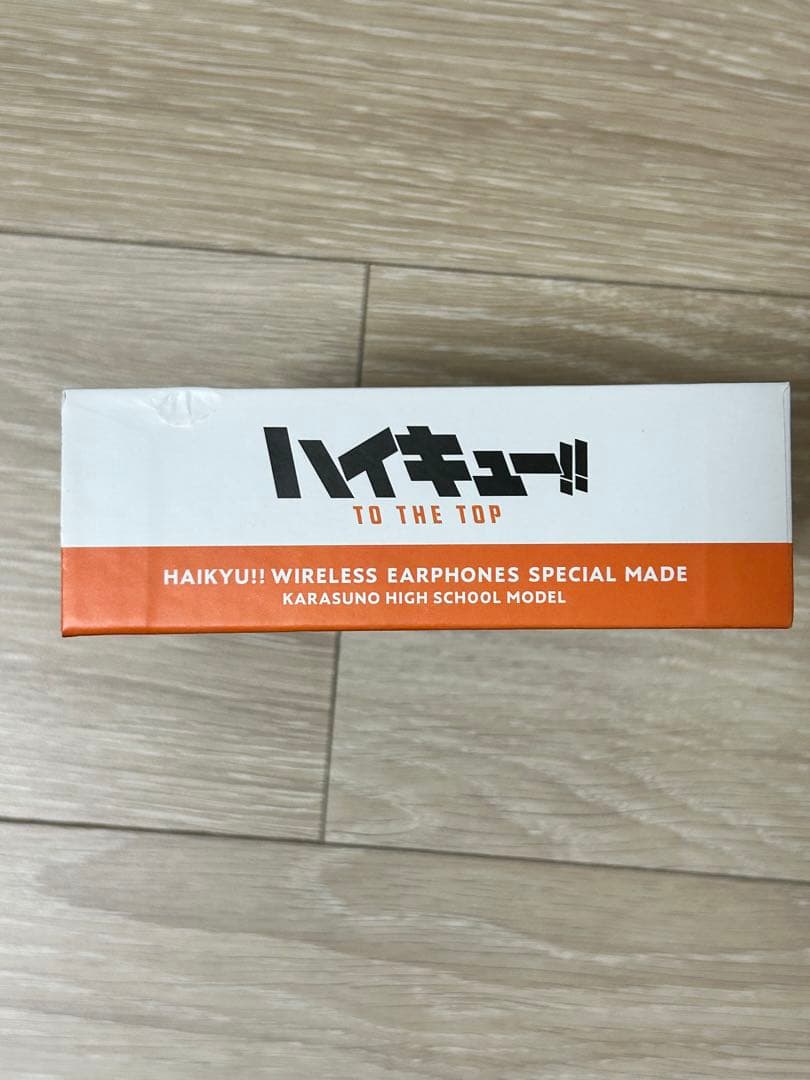 ハイキュー!!
TO THE TOP
HAIKYU!! WIRELESS EARPHONES SPECIAL MADE
KARASUNO HIGH SCHOOL MODEL